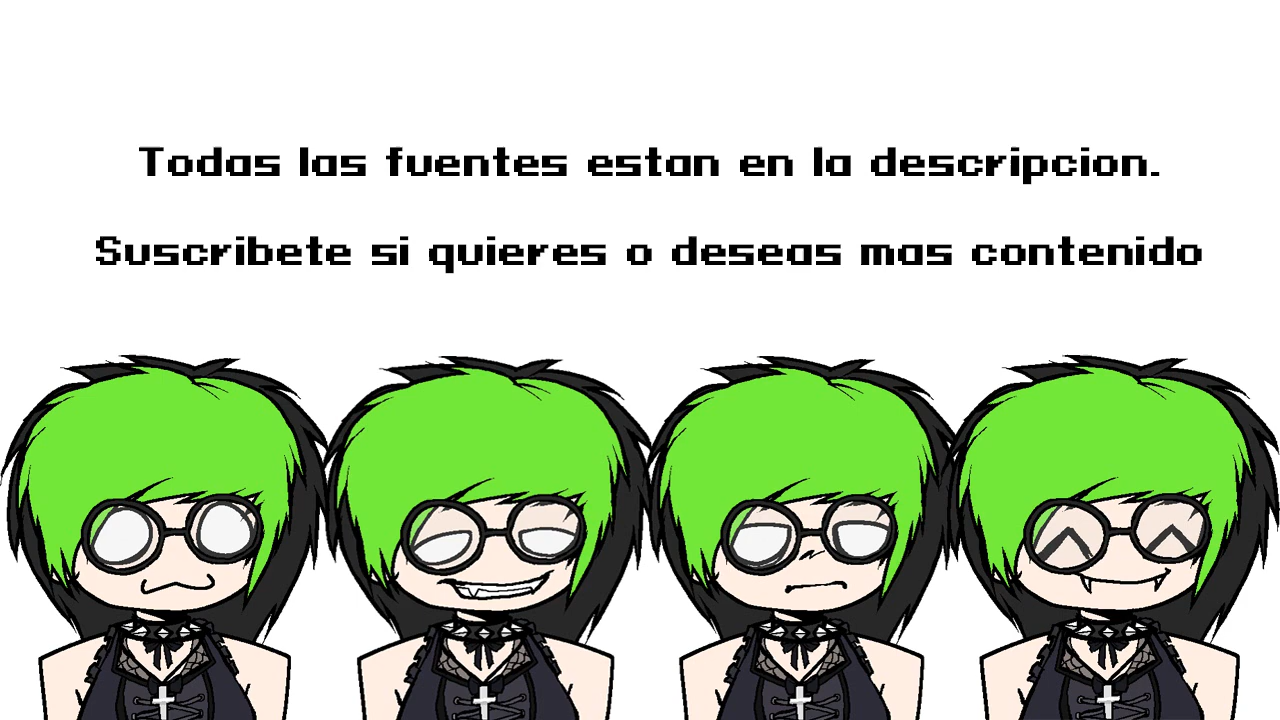 Todas las fuentes estan en la descripcion.
Suscribete si quieres o deseas mas contenido